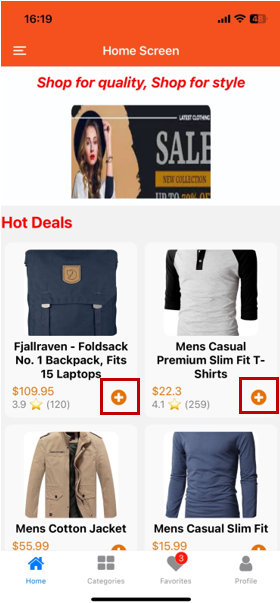 16:19
Home Screen
Shop for quality, Shop for style
LATEST CLOTHING
SALE
NEW COLLECTION
UP TO 70% OF
Hot Deals
Fjallraven - Foldsack
No. 1 Backpack, Fits
15 Laptops
$109.95
3.9 ⭐ (120)
Mens Casual
Premium Slim Fit T-
Shirts
$22.3
4.1 ⭐ (259)
Mens Cotton Jacket
$55.99
Mens Casual Slim Fit
$15.99
3
Home
Categories
Favorites
Profile